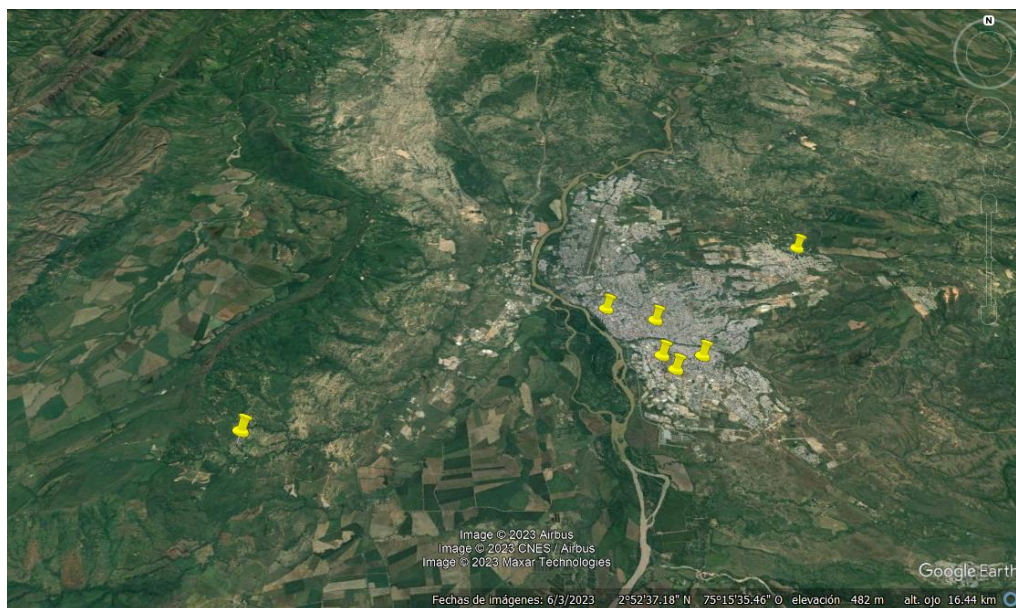 N
Image © 2023 Airbus
Image © 2023 CNES / Airbus
Image © 2023 Maxar Technologies
Google Earth
Fechas de imágenes: 6/3/2023 2°52'37.18" N 75°15'35.46" O elevación 482 m alt. ojo 16.44 km